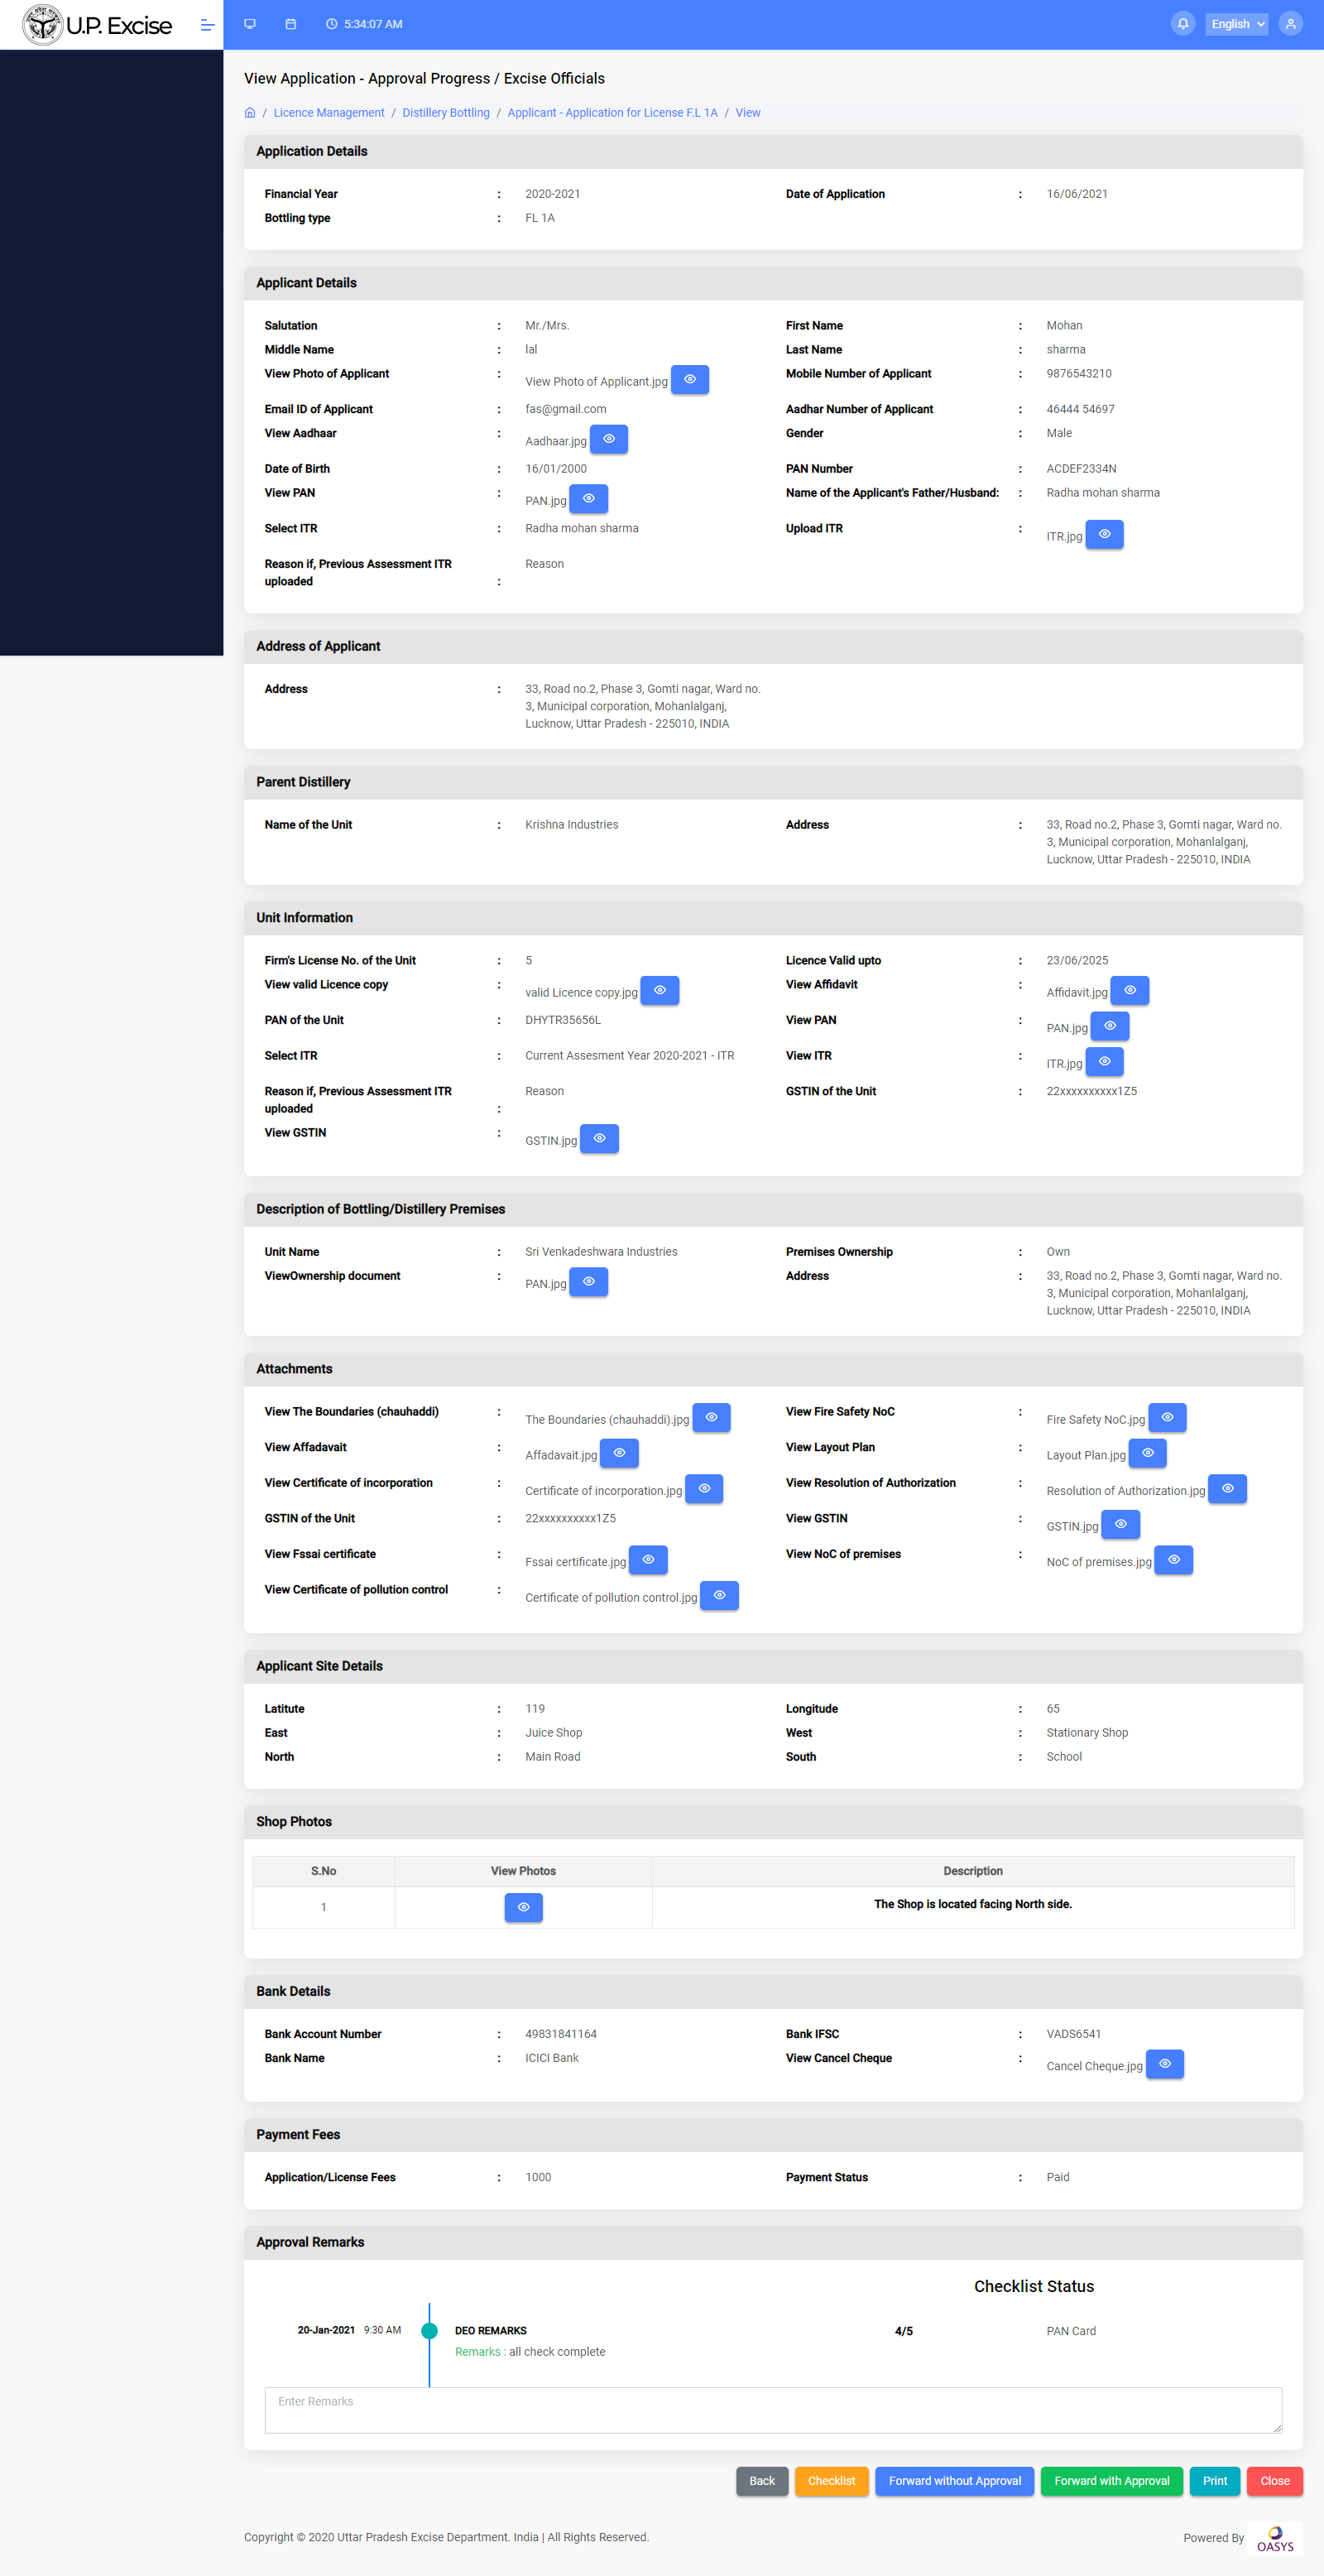 U.P. Excise
5:34:07 AM
English
View Application - Approval Progress / Excise Officials
/ Licence Management / Distillery Bottling / Applicant - Application for License F.L 1A / View
Application Details
Financial Year : 2020-2021 Date of Application : 16/06/2021
Bottling type : FL 1A
Applicant Details
Salutation : Mr./Mrs. First Name : Mohan
Middle Name : lal Last Name : sharma
View Photo of Applicant : View Photo of Applicant.jpg Mobile Number of Applicant : 9876543210
Email ID of Applicant : fas@gmail.com Aadhar Number of Applicant : 46444 54697
View Aadhaar : Aadhaar.jpg Gender : Male
Date of Birth : 16/01/2000 PAN Number : ACDEF2334N
View PAN : PAN.jpg Name of the Applicant's Father/Husband: : Radha mohan sharma
Select ITR : Radha mohan sharma Upload ITR : ITR.jpg
Reason if, Previous Assessment ITR Reason
uploaded :
Address of Applicant
Address : 33, Road no.2, Phase 3, Gomti nagar, Ward no.
3, Municipal corporation, Mohanlalganj,
Lucknow, Uttar Pradesh - 225010, INDIA
Parent Distillery
Name of the Unit : Krishna Industries Address : 33, Road no.2, Phase 3, Gomti nagar, Ward no.
3, Municipal corporation, Mohanlalganj,
Lucknow, Uttar Pradesh - 225010, INDIA
Unit Information
Firm's License No. of the Unit : 5 Licence Valid upto : 23/06/2025
View valid Licence copy : valid Licence copy.jpg View Affidavit : Affidavit.jpg
PAN of the Unit : DHYTR35656L View PAN : PAN.jpg
Select ITR : Current Assesment Year 2020-2021 - ITR View ITR : ITR.jpg
Reason if, Previous Assessment ITR Reason GSTIN of the Unit : 22xxxxxxxxxx1Z5
uploaded :
View GSTIN : GSTIN.jpg
Description of Bottling/Distillery Premises
Unit Name : Sri Venkadeshwara Industries Premises Ownership : Own
ViewOwnership document : PAN.jpg Address : 33, Road no.2, Phase 3, Gomti nagar, Ward no.
3, Municipal corporation, Mohanlalganj,
Lucknow, Uttar Pradesh - 225010, INDIA
Attachments
View The Boundaries (chauhaddi) : The Boundaries (chauhaddi).jpg View Fire Safety NoC : Fire Safety NoC.jpg
View Affadavait : Affadavait.jpg View Layout Plan : Layout Plan.jpg
View Certificate of incorporation : Certificate of incorporation.jpg View Resolution of Authorization : Resolution of Authorization.jpg
GSTIN of the Unit : 22xxxxxxxxxx1Z5 View GSTIN : GSTIN.jpg
View Fssai certificate : Fssai certificate.jpg View NoC of premises : NoC of premises.jpg
View Certificate of pollution control : Certificate of pollution control.jpg
Applicant Site Details
Latitute : 119 Longitude : 65
East : Juice Shop West : Stationary Shop
North : Main Road South : School
Shop Photos
S.No View Photos Description
1 The Shop is located facing North side.
Bank Details
Bank Account Number : 49831841164 Bank IFSC : VADS6541
Bank Name : ICICI Bank View Cancel Cheque : Cancel Cheque.jpg
Payment Fees
Application/License Fees : 1000 Payment Status : Paid
Approval Remarks
Checklist Status
20-Jan-2021 9:30 AM DEO REMARKS 4/5 PAN Card
Remarks : all check complete
Enter Remarks
Back Checklist Forward without Approval Forward with Approval Print Close
Copyright © 2020 Uttar Pradesh Excise Department. India | All Rights Reserved. Powered By OASYS